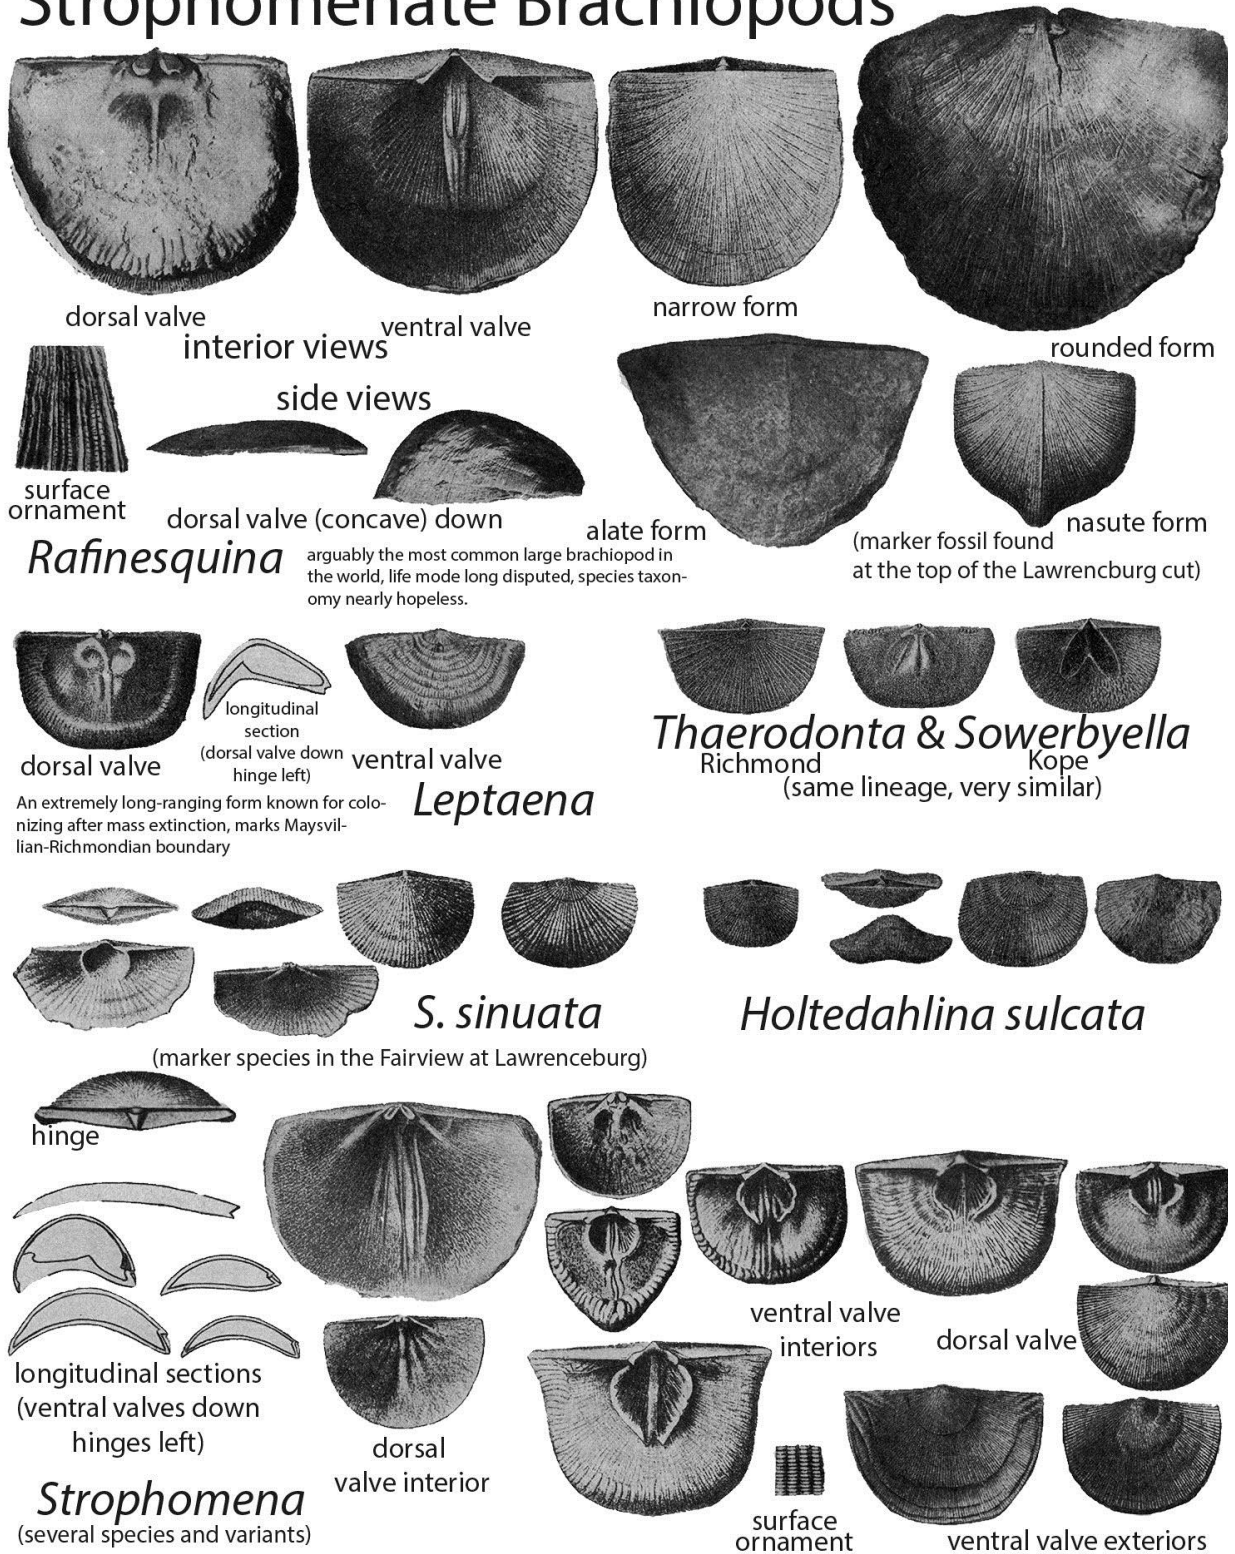 Strophomenate Brachiopods
dorsal valve
ventral valve
interior views
narrow form
rounded form
side views
surface
ornament
dorsal valve (concave) down
alate form
nasute form
(marker fossil found
at the top of the Lawrencburg cut)
Rafinesquina
arguably the most common large brachiopod in
the world, life mode long disputed, species taxon-
omy nearly hopeless.
dorsal valve
longitudinal
section
(dorsal valve down
hinge left)
ventral valve
Leptaena
An extremely long-ranging form known for colo-
nizing after mass extinction, marks Maysvil-
lian-Richmondian boundary
Thaerodonta & Sowerbyella
Richmond
Kope
(same lineage, very similar)
S. sinuata
(marker species in the Fairview at Lawrenceburg)
Holtedahlina sulcata
hinge
longitudinal sections
(ventral valves down
hinges left)
dorsal
valve interior
ventral valve
interiors
dorsal valve
surface
ornament
ventral valve exteriors
Strophomena
(several species and variants)